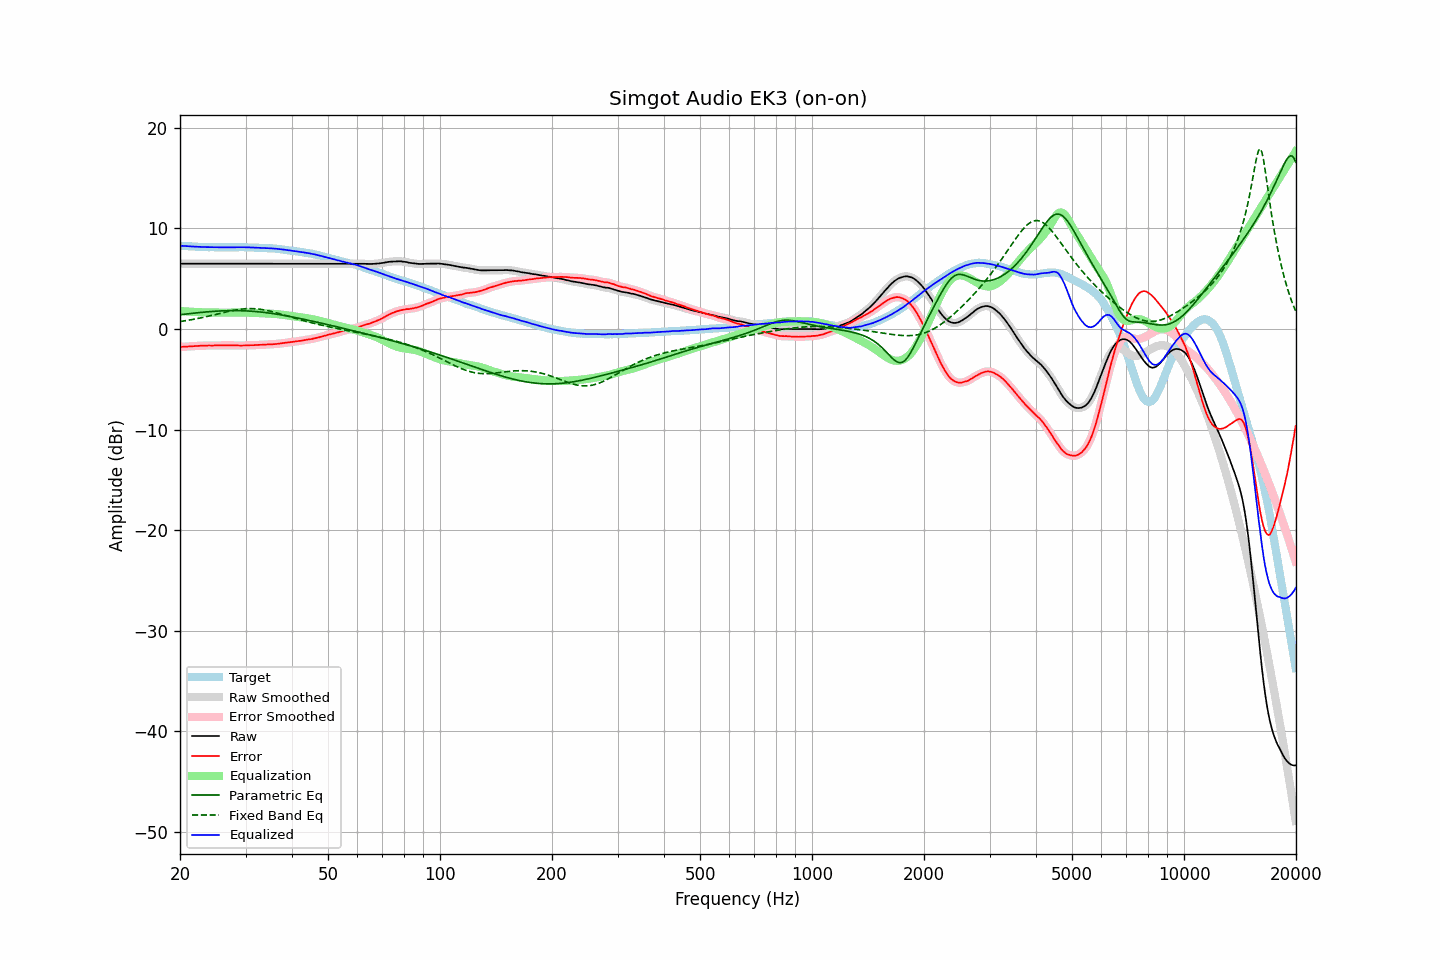 Simgot Audio EK3 (on-on)
20
10
0
−10
−20
−30
−40
−50
Amplitude (dBr)
Target
Raw Smoothed
Error Smoothed
Raw
Error
Equalization
Parametric Eq
Fixed Band Eq
Equalized
20 50 100 200 500 1000 2000 5000 10000 20000
Frequency (Hz)